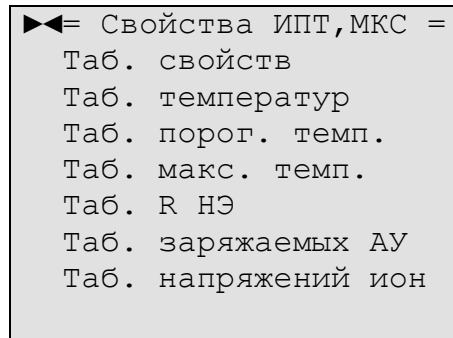 ►◄= Свойства ИПТ,МКС =
Таб. свойств
Таб. температур
Таб. порог. темп.
Таб. макс. темп.
Таб. R НЭ
Таб. заряжаемых АУ
Таб. напряжений ион